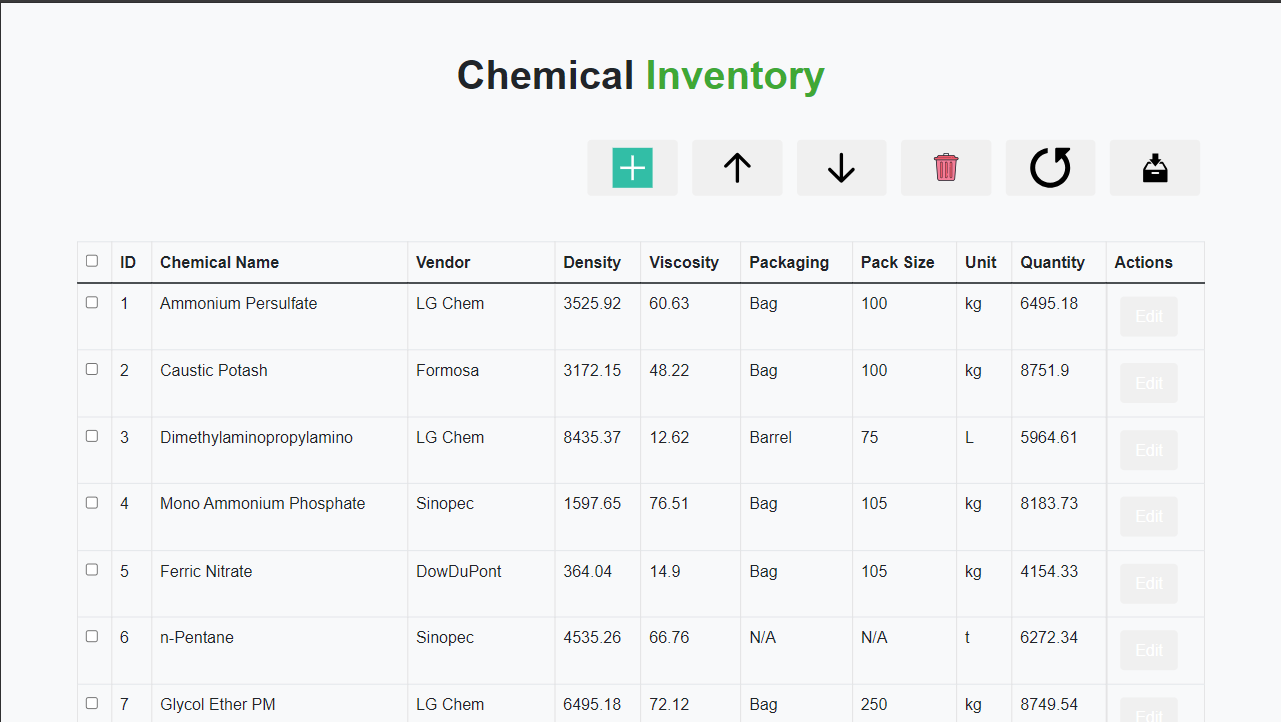 Chemical Inventory
ID Chemical Name Vendor Density Viscosity Packaging Pack Size Unit Quantity Actions
1 Ammonium Persulfate LG Chem 3525.92 60.63 Bag 100 kg 6495.18 Edit
2 Caustic Potash Formosa 3172.15 48.22 Bag 100 kg 8751.9 Edit
3 Dimethylaminopropylamino LG Chem 8435.37 12.62 Barrel 75 L 5964.61 Edit
4 Mono Ammonium Phosphate Sinopec 1597.65 76.51 Bag 105 kg 8183.73 Edit
5 Ferric Nitrate DowDuPont 364.04 14.9 Bag 105 kg 4154.33 Edit
6 n-Pentane Sinopec 4535.26 66.76 N/A N/A t 6272.34 Edit
7 Glycol Ether PM LG Chem 6495.18 72.12 Bag 250 kg 8749.54 Edit